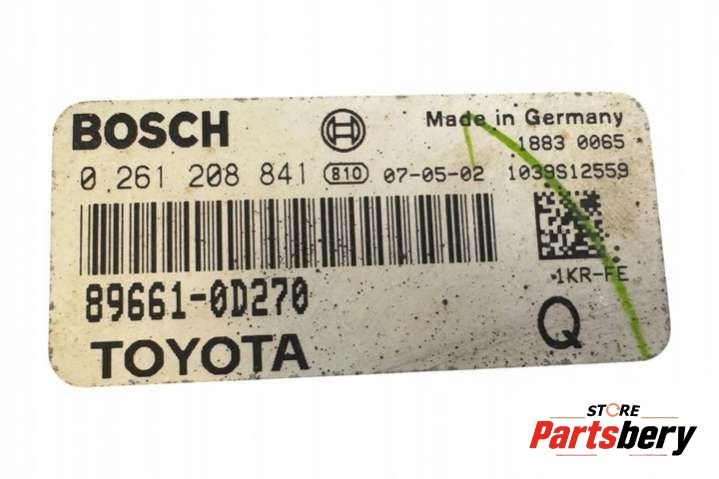 BOSCH
Made in Germany
1883 0065
0 261 208 841 810 07-05-02 1039S12559
1KR-FE
89661-0D270
TOYOTA
Q
STORE
Partsbery